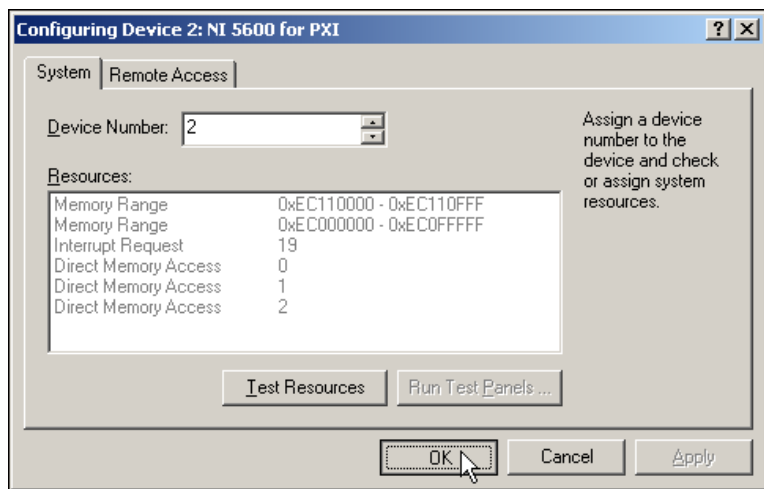 Configuring Device 2: NI 5600 for PXI
System
Remote Access
Device Number: 2
Assign a device
number to the
device and check
or assign system
resources.
Resources:
Memory Range 0xEC110000 - 0xEC110FFF
Memory Range 0xEC000000 - 0xEC0FFFFF
Interrupt Request 19
Direct Memory Access 0
Direct Memory Access 1
Direct Memory Access 2
Test Resources
Run Test Panels ...
OK
Cancel
Apply